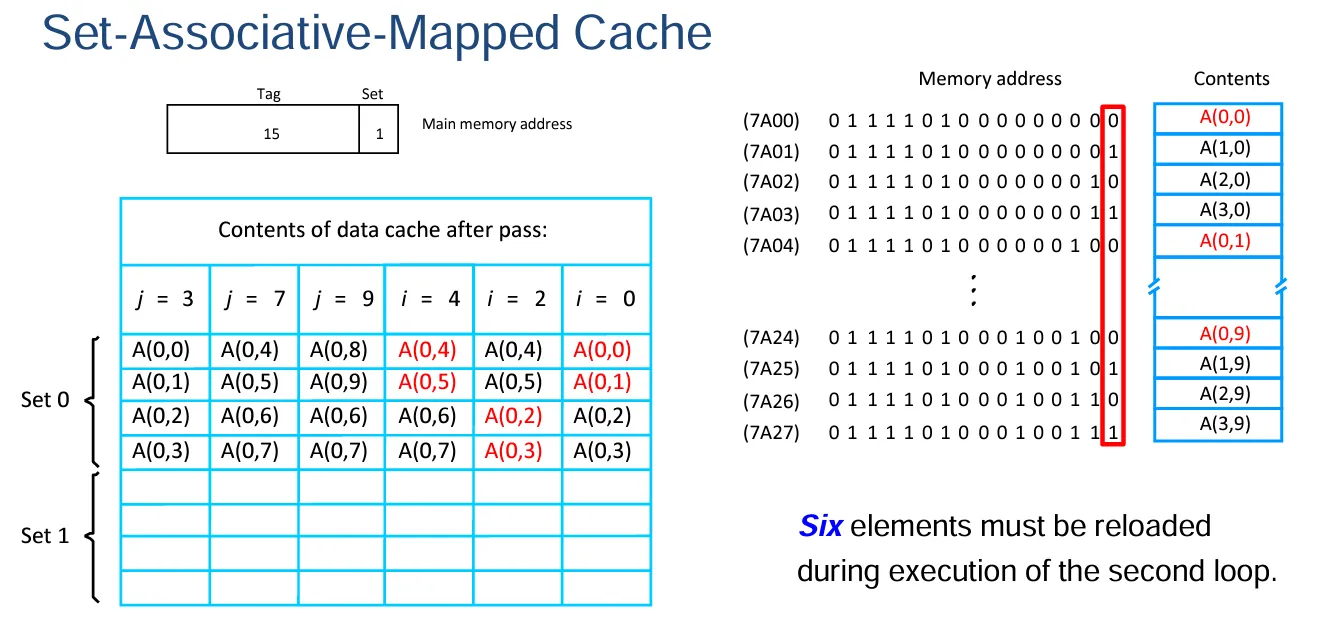 Set-Associative-Mapped Cache
Tag Set
15 1 Main memory address
Contents of data cache after pass:
j = 3 j = 7 j = 9 i = 4 i = 2 i = 0
Set 0
A(0,0) A(0,4) A(0,8) A(0,4) A(0,4) A(0,0)
A(0,1) A(0,5) A(0,9) A(0,5) A(0,5) A(0,1)
A(0,2) A(0,6) A(0,6) A(0,6) A(0,2) A(0,2)
A(0,3) A(0,7) A(0,7) A(0,7) A(0,3) A(0,3)
Set 1
Memory address Contents
(7A00) 0 1 1 1 1 0 1 0 0 0 0 0 0 0 0 0 A(0,0)
(7A01) 0 1 1 1 1 0 1 0 0 0 0 0 0 0 0 1 A(1,0)
(7A02) 0 1 1 1 1 0 1 0 0 0 0 0 0 0 1 0 A(2,0)
(7A03) 0 1 1 1 1 0 1 0 0 0 0 0 0 0 1 1 A(3,0)
(7A04) 0 1 1 1 1 0 1 0 0 0 0 0 0 1 0 0 A(0,1)
(7A24) 0 1 1 1 1 0 1 0 0 0 1 0 0 1 0 0 A(0,9)
(7A25) 0 1 1 1 1 0 1 0 0 0 1 0 0 1 0 1 A(1,9)
(7A26) 0 1 1 1 1 0 1 0 0 0 1 0 0 1 1 0 A(2,9)
(7A27) 0 1 1 1 1 0 1 0 0 0 1 0 0 1 1 1 A(3,9)
Six elements must be reloaded
during execution of the second loop.